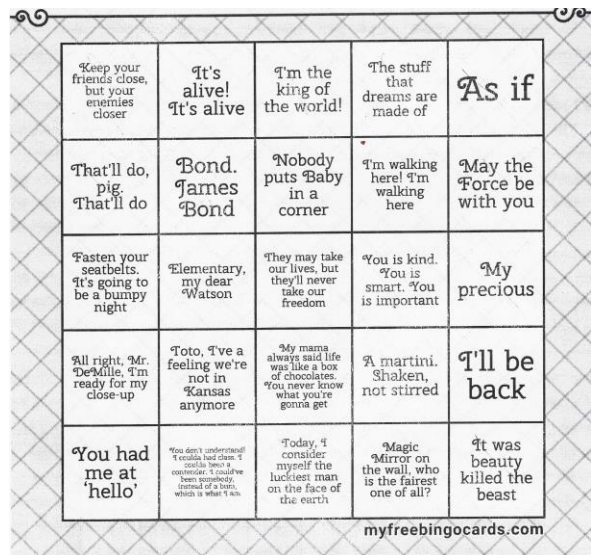 Keep your
friends close,
but your
enemies
closer
It's
alive!
It's alive
I'm the
king of
the world!
The stuff
that
dreams are
made of
As if
That'll do,
pig.
That'll do
Bond.
James
Bond
Nobody
puts Baby
in a
corner
I'm walking
here! I'm
walking
here
May the
Force be
with you
Fasten your
seatbelts.
It's going to
be a bumpy
night
Elementary,
my dear
Watson
They may take
our lives, but
they'll never
take our
freedom
You is kind.
You is
smart. You
is important
My
precious
All right, Mr.
DeMille, I'm
ready for my
close-up
Toto, I've a
feeling we're
not in
Kansas
anymore
My mama
always said life
was like a box
of chocolates.
You never know
what you're
gonna get
A martini.
Shaken,
not stirred
I'll be
back
You had
me at
‘hello’
You don't understand!
I coulda had class. I
coulda been a
contender. I could've
been somebody,
instead of a bum,
which is what I am
Today, I
consider
myself the
luckiest man
on the face of
the earth
Magic
Mirror on
the wall, who
is the fairest
one of all?
It was
beauty
killed the
beast
myfreebingocards.com